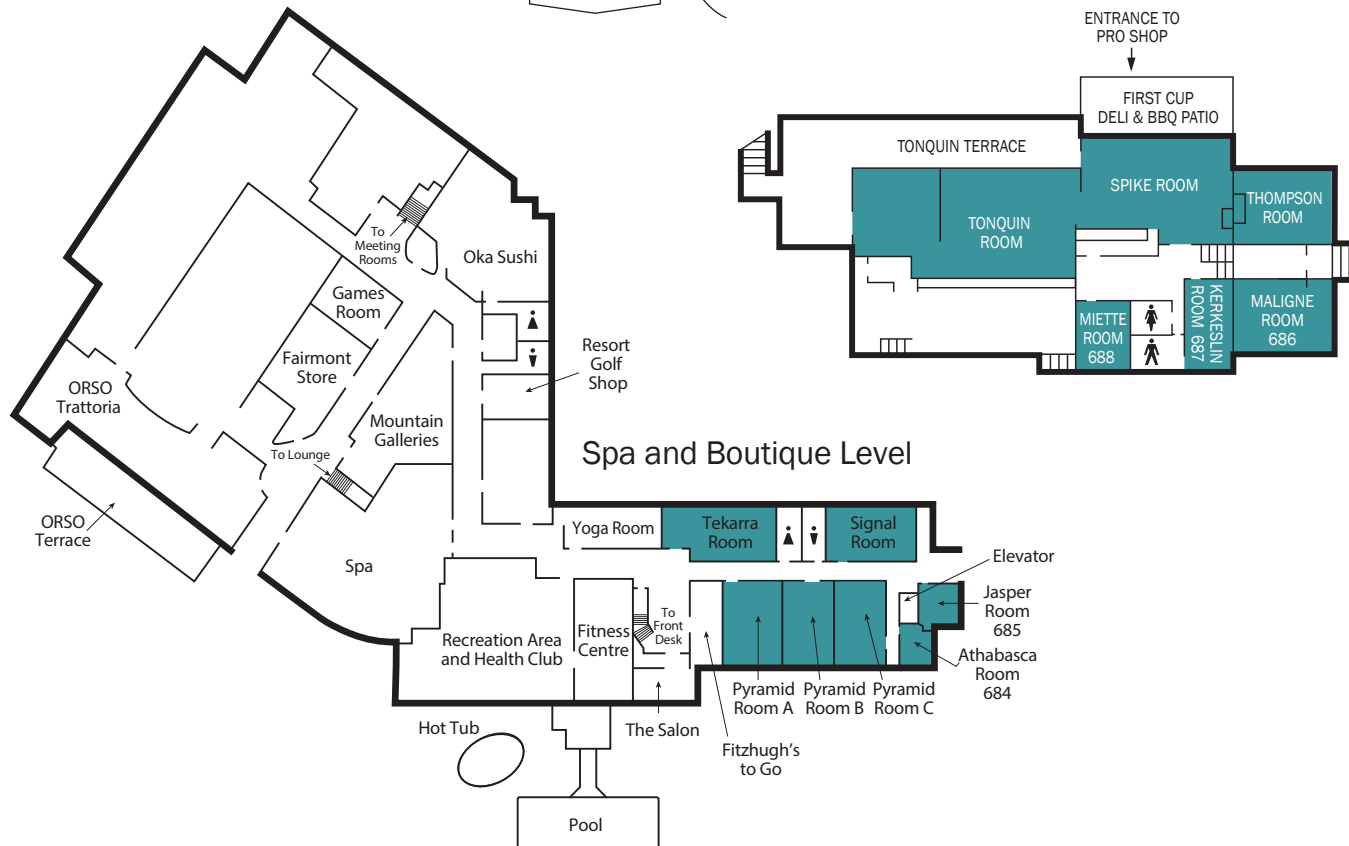 ENTRANCE TO
PRO SHOP
FIRST CUP
DELI & BBQ PATIO
TONQUIN TERRACE
SPIKE ROOM
THOMPSON
ROOM
TONQUIN
ROOM
MIETTE
ROOM
688
KERKESLIN
ROOM 687
MALIGNE
ROOM
686
To
Meeting
Rooms
Oka Sushi
Games
Room
Fairmont
Store
Resort
Golf
Shop
ORSO
Trattoria
Mountain
Galleries
To Lounge
ORSO
Terrace
Spa and Boutique Level
Spa
Yoga Room
Tekarra
Room
Signal
Room
Elevator
Jasper
Room
685
Athabasca
Room
684
Recreation Area
and Health Club
Fitness
Centre
To
Front
Desk
Pyramid
Room A
Pyramid
Room B
Pyramid
Room C
Hot Tub
The Salon
Fitzhugh's
to Go
Pool